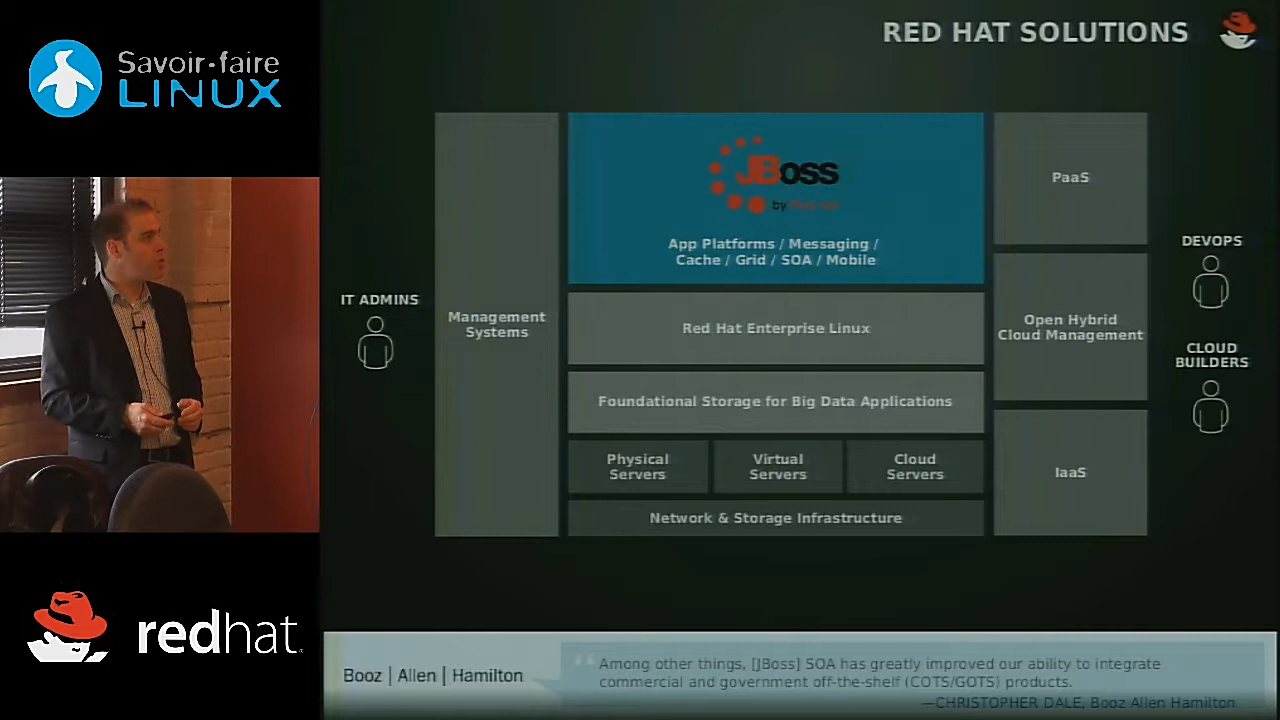 Savoir-faire
LINUX
RED HAT SOLUTIONS
IT ADMINS
Management
Systems
JBoss
by Red Hat
App Platforms / Messaging /
Cache / Grid / SOA / Mobile
Red Hat Enterprise Linux
Foundational Storage for Big Data Applications
Physical
Servers
Virtual
Servers
Cloud
Servers
Network & Storage Infrastructure
PaaS
Open Hybrid
Cloud Management
IaaS
DEVOPS
CLOUD
BUILDERS
redhat
Booz | Allen | Hamilton
“Among other things, [JBoss] SOA has greatly improved our ability to integrate
commercial and government off-the-shelf (COTS/GOTS) products.
—CHRISTOPHER DALE, Booz Allen Hamilton